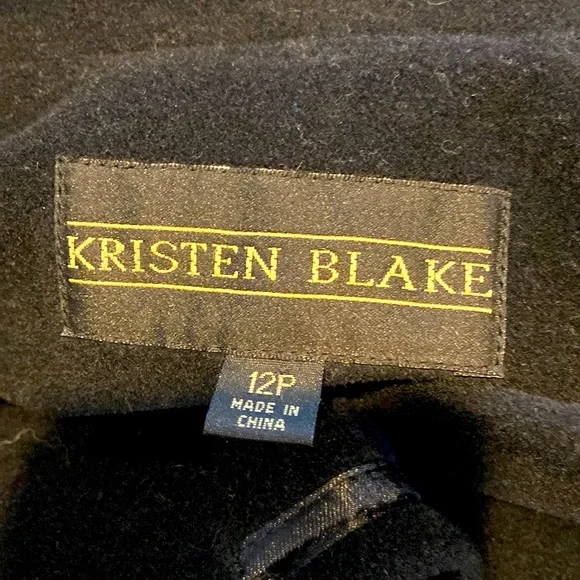 KRISTEN BLAKE
12P
MADE IN
CHINA